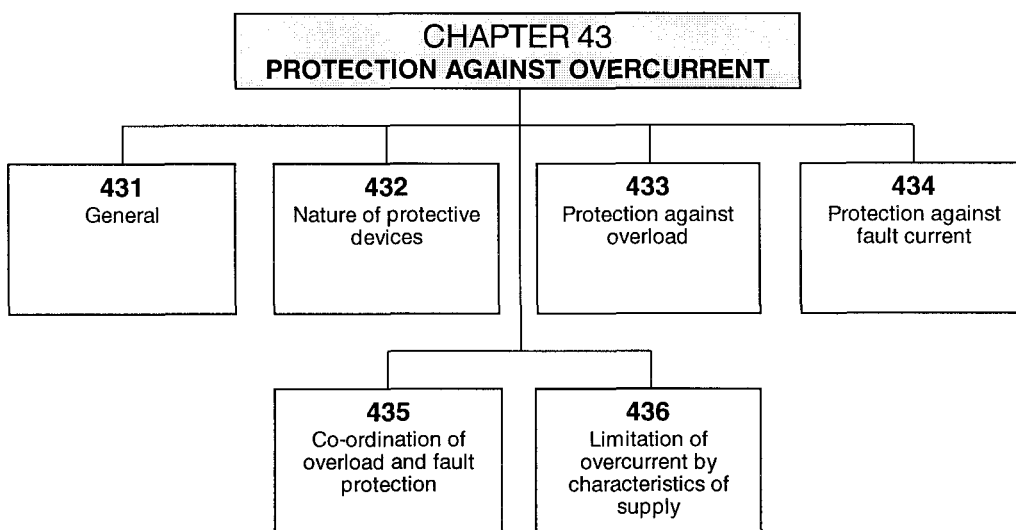 CHAPTER 43
PROTECTION AGAINST OVERCURRENT
431
General
432
Nature of protective
devices
433
Protection against
overload
434
Protection against
fault current
435
Co-ordination of
overload and fault
protection
436
Limitation of
overcurrent by
characteristics of
supply